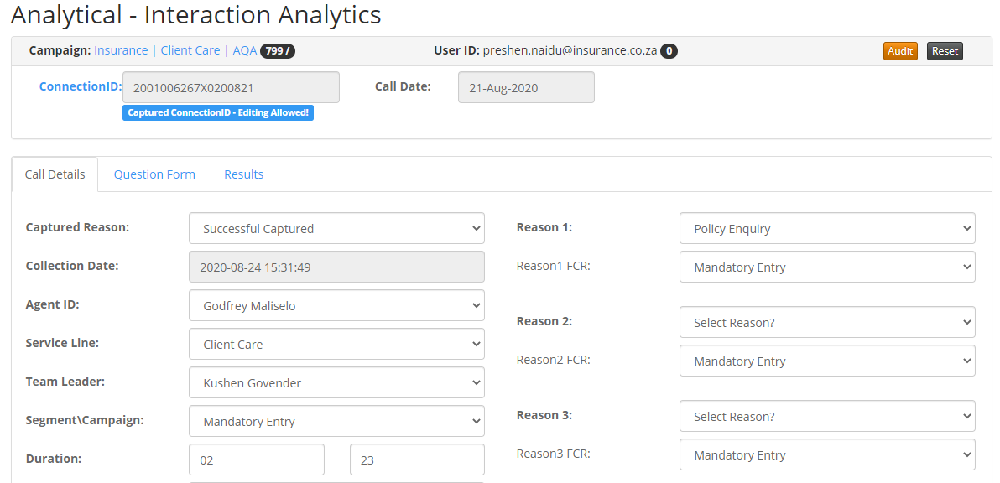 Analytical - Interaction Analytics
Campaign: Insurance | Client Care | AQA 799 / User ID: preshen.naidu@insurance.co.za 0 Audit Reset
ConnectionID: 2001006267X0200821 Call Date: 21-Aug-2020
Captured ConnectionID - Editing Allowed!
Call Details Question Form Results
Captured Reason: Successful Captured Reason 1: Policy Enquiry
Collection Date: 2020-08-24 15:31:49 Reason1 FCR: Mandatory Entry
Agent ID: Godfrey Maliselo
Reason 2: Select Reason?
Service Line: Client Care
Reason2 FCR: Mandatory Entry
Team Leader: Kushen Govender
Segment\Campaign: Mandatory Entry Reason 3: Select Reason?
Duration: 02 23 Reason3 FCR: Mandatory Entry